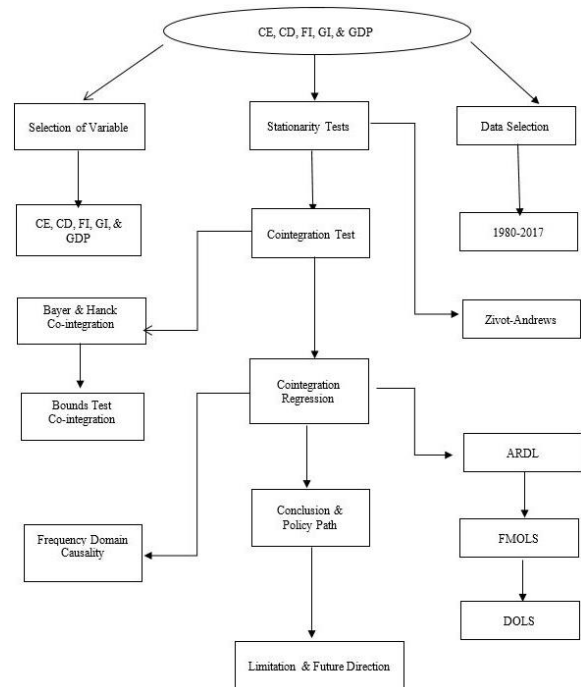 CE, CD, FI, GI, & GDP
Selection of Variable
Stationarity Tests
Data Selection
CE, CD, FI, GI, &
GDP
Cointegration Test
1980-2017
Bayer & Hanck
Co-integration
Zivot-Andrews
Bounds Test
Co-integration
Cointegration
Regression
ARDL
Conclusion &
Policy Path
Frequency Domain
Causality
FMOLS
DOLS
Limitation & Future Direction